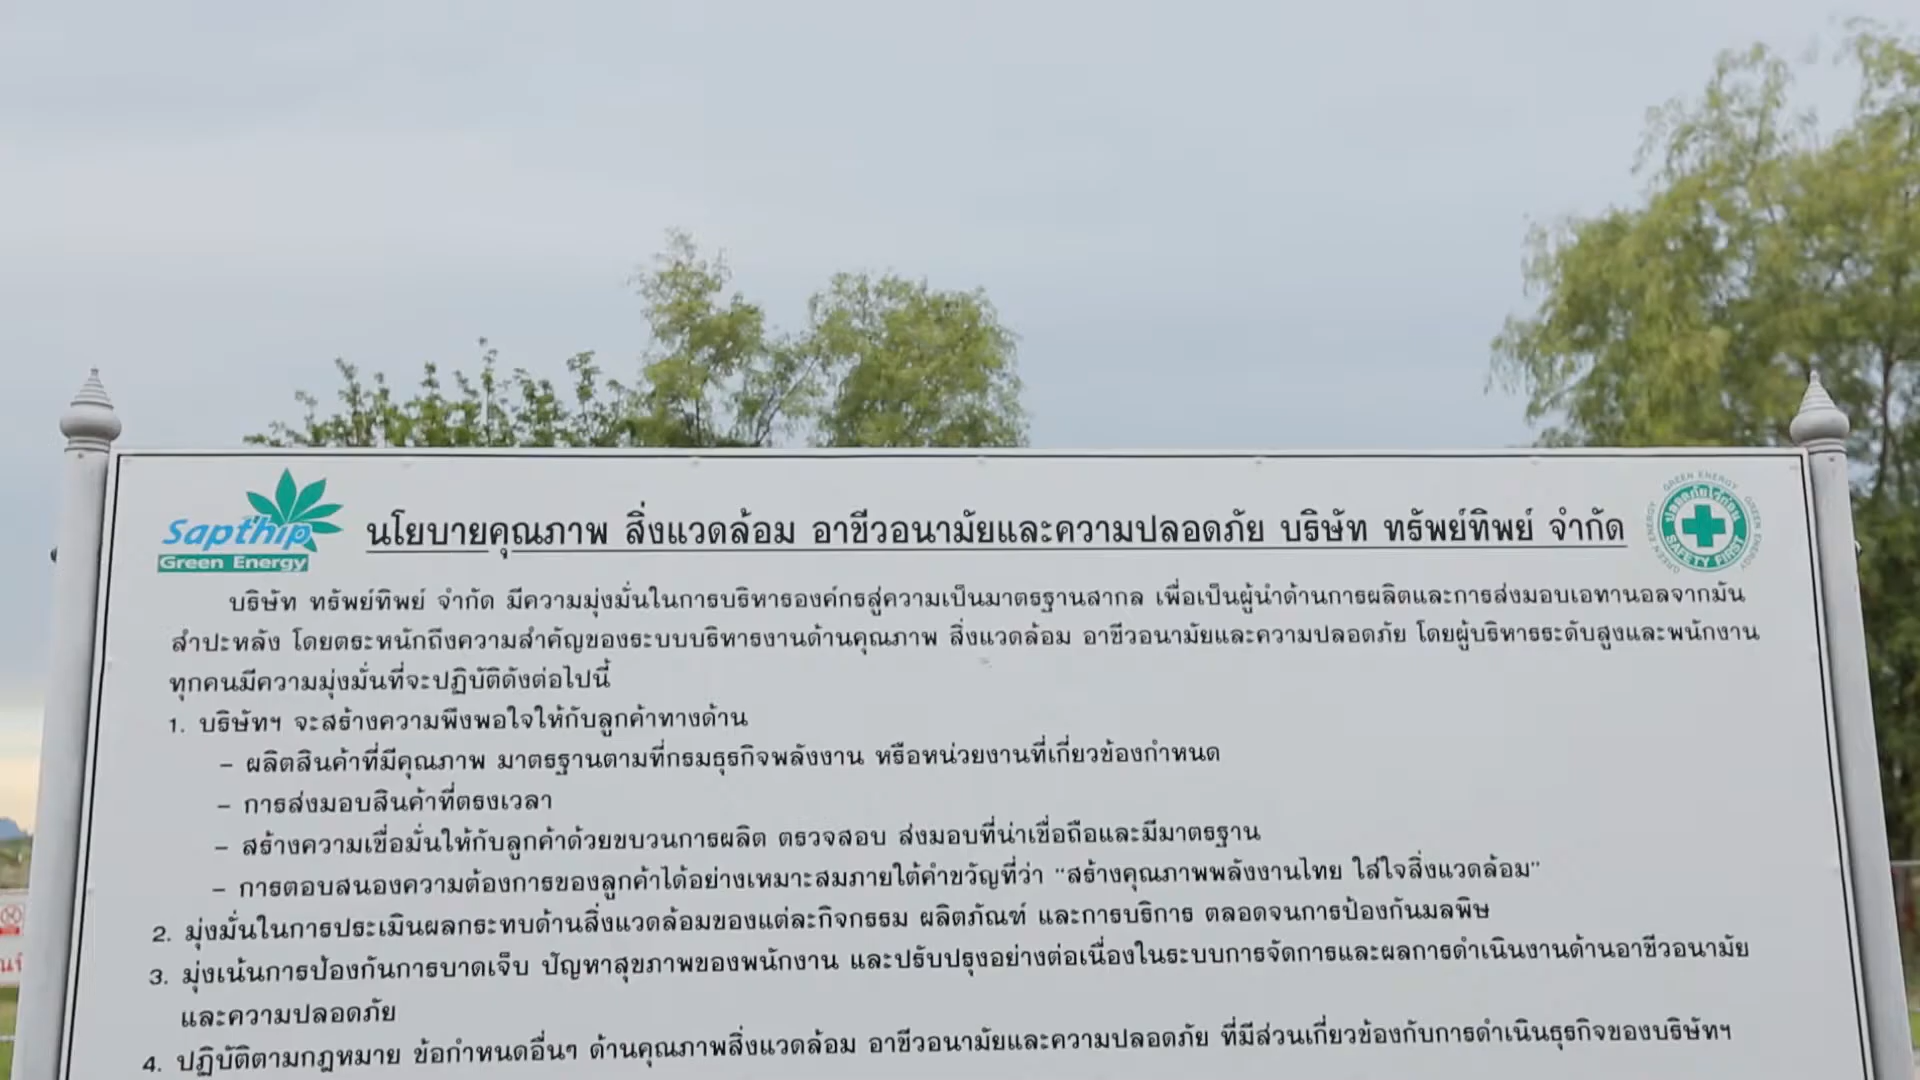 Sapthip
Green Energy
นโยบายคุณภาพ สิ่งแวดล้อม อาชีวอนามัยและความปลอดภัย บริษัท ทรัพย์ทิพย์ จำกัด
GREEN ENERGY GREEN ENERGY GREEN ENERGY
ปลอดภัยไว้ก่อน
SAFETY FIRST
บริษัท ทรัพย์ทิพย์ จำกัด มีความมุ่งมั่นในการบริหารองค์กรสู่ความเป็นมาตรฐานสากล เพื่อเป็นผู้นำด้านการผลิตและการส่งมอบเอทานอลจากมัน
สำปะหลัง โดยตระหนักถึงความสำคัญของระบบบริหารงานด้านคุณภาพ สิ่งแวดล้อม อาชีวอนามัยและความปลอดภัย โดยผู้บริหารระดับสูงและพนักงาน
ทุกคนมีความมุ่งมั่นที่จะปฏิบัติดังต่อไปนี้
1. บริษัทฯ จะสร้างความพึงพอใจให้กับลูกค้าทางด้าน
– ผลิตสินค้าที่มีคุณภาพ มาตรฐานตามที่กรมธุรกิจพลังงาน หรือหน่วยงานที่เกี่ยวข้องกำหนด
– การส่งมอบสินค้าที่ตรงเวลา
– สร้างความเชื่อมั่นให้กับลูกค้าด้วยขบวนการผลิต ตรวจสอบ ส่งมอบที่น่าเชื่อถือและมีมาตรฐาน
– การตอบสนองความต้องการของลูกค้าได้อย่างเหมาะสมภายใต้คำขวัญที่ว่า “สร้างคุณภาพพลังงานไทย ใส่ใจสิ่งแวดล้อม”
2. มุ่งมั่นในการประเมินผลกระทบด้านสิ่งแวดล้อมของแต่ละกิจกรรม ผลิตภัณฑ์ และการบริการ ตลอดจนการป้องกันมลพิษ
3. มุ่งเน้นการป้องกันการบาดเจ็บ ปัญหาสุขภาพของพนักงาน และปรับปรุงอย่างต่อเนื่องในระบบการจัดการและผลการดำเนินงานด้านอาชีวอนามัย
และความปลอดภัย
4. ปฏิบัติตามกฎหมาย ข้อกำหนดอื่นๆ ด้านคุณภาพสิ่งแวดล้อม อาชีวอนามัยและความปลอดภัย ที่มีส่วนเกี่ยวข้องกับการดำเนินธุรกิจของบริษัทฯ